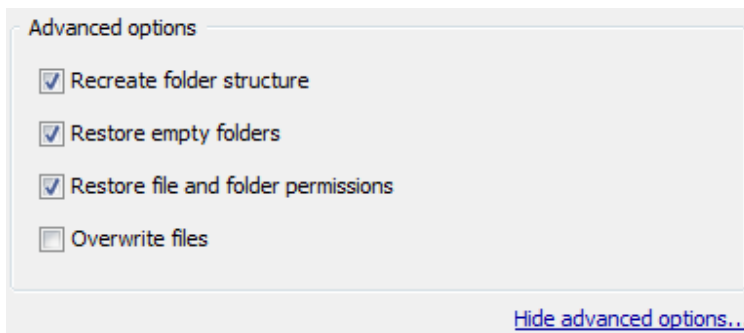 Advanced options
Recreate folder structure
Restore empty folders
Restore file and folder permissions
Overwrite files
Hide advanced options..